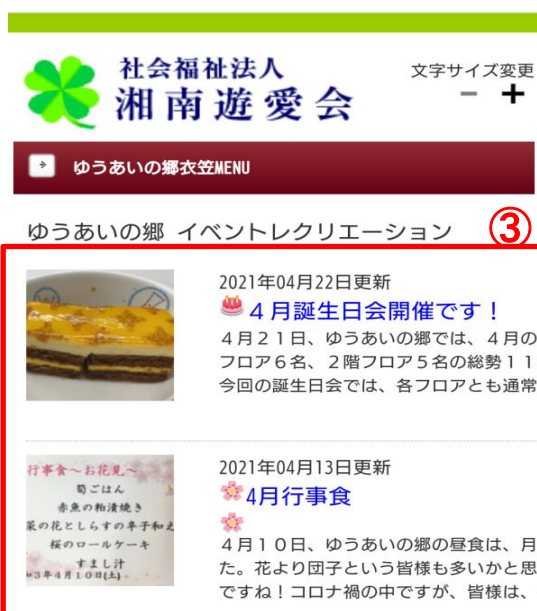 社会福祉法人
湘南遊愛会
文字サイズ変更
− +
ゆうあいの郷衣笠MENU
ゆうあいの郷 イベントレクリエーション
③
2021年04月22日更新
４月誕生日会開催です！
４月２１日、ゆうあいの郷では、４月の
フロア６名、２階フロア５名の総勢１１
今回の誕生日会では、各フロアとも通常
行事食～お花見～
筍ごはん
赤魚の粕漬焼き
菜の花としらすの辛子和え
桜のロールケーキ
すまし汁
3年4月10日(土)
2021年04月13日更新
4月行事食
４月１０日、ゆうあいの郷の昼食は、月
た。花より団子という皆様も多いかと思
ですね！コロナ禍の中ですが、皆様は、